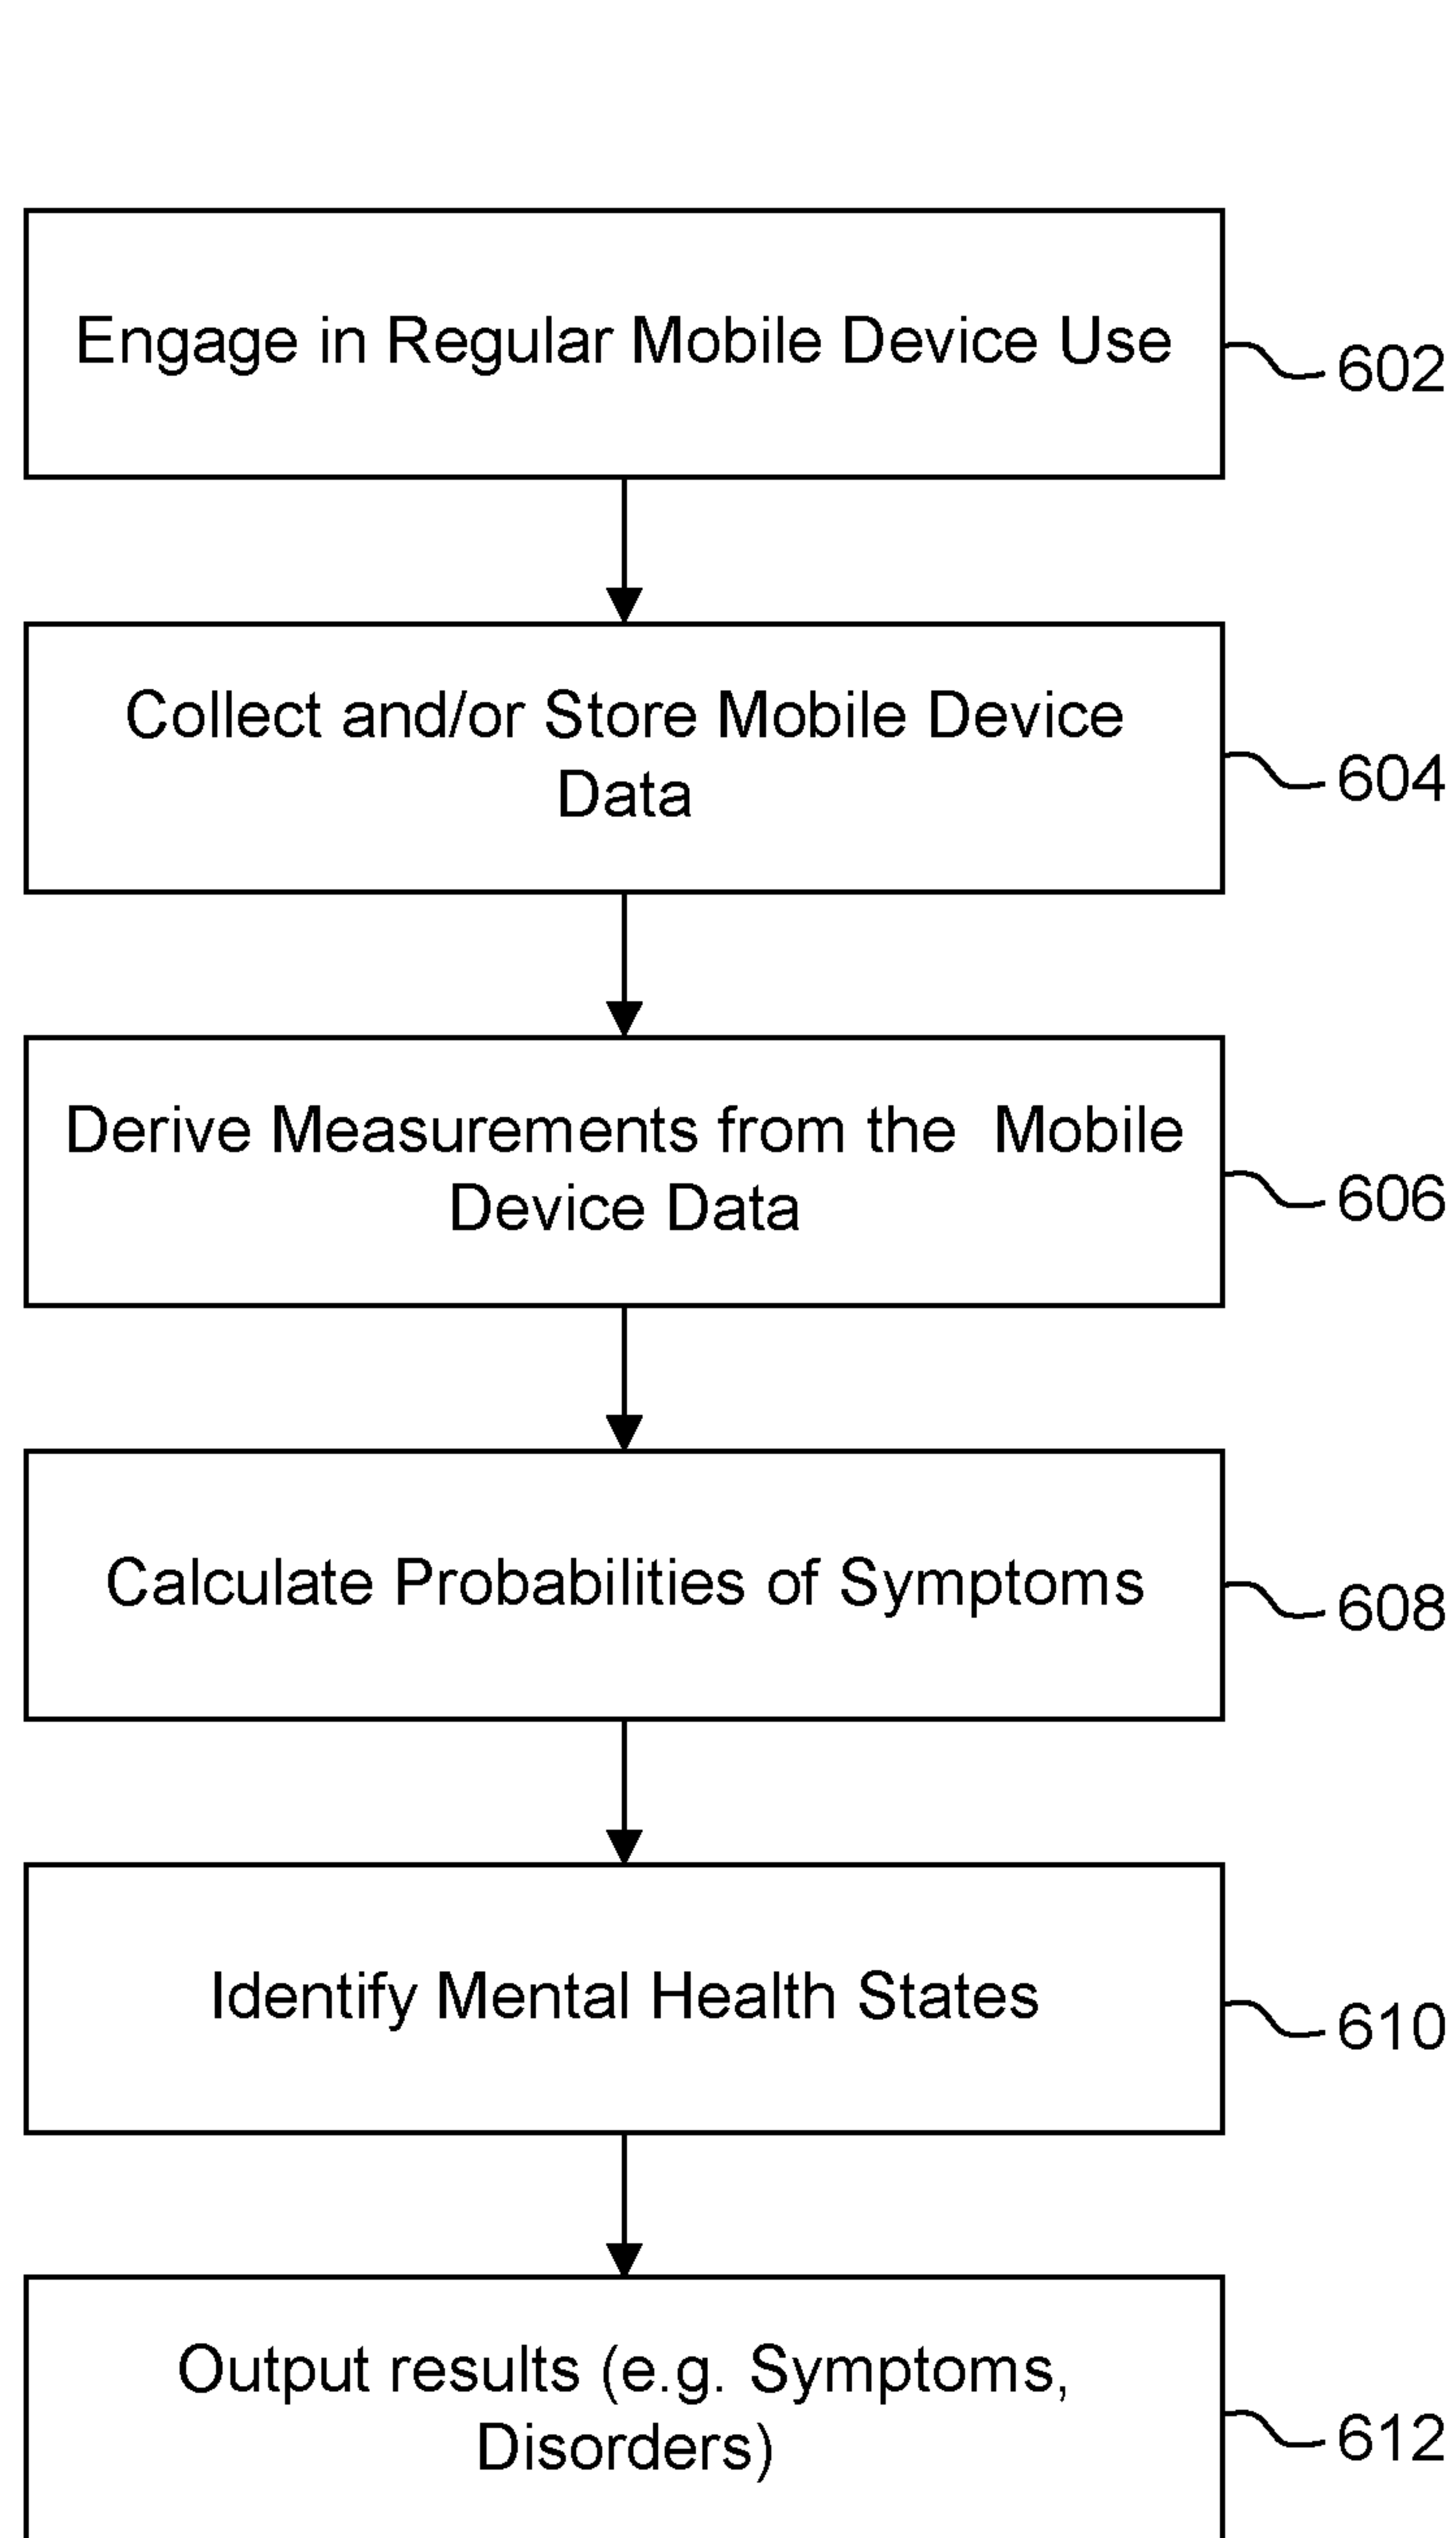 Engage in Regular Mobile Device Use
602
Collect and/or Store Mobile Device
Data
604
Derive Measurements from the  Mobile
Device Data
606
Calculate Probabilities of Symptoms
608
Identify Mental Health States
610
Output results (e.g. Symptoms,
Disorders)
612